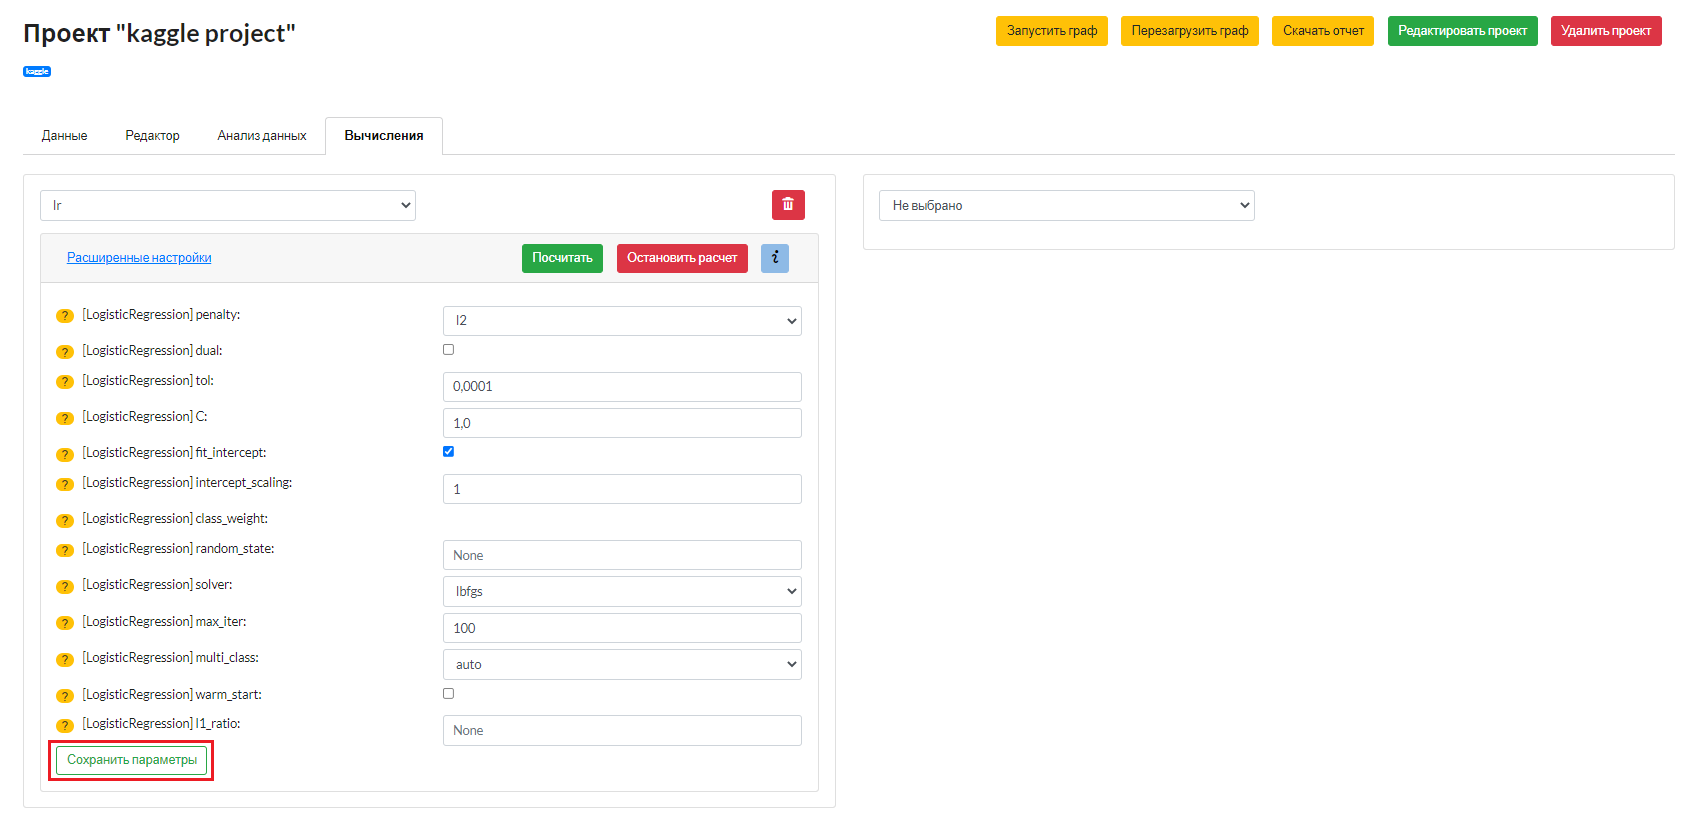 Проект "kaggle project"
Запустить граф Перезагрузить граф Скачать отчет Редактировать проект Удалить проект
kaggle
Данные Редактор Анализ данных Вычисления
lr
Не выбрано
Расширенные настройки Посчитать Остановить расчет i
? [LogisticRegression] penalty: l2
? [LogisticRegression] dual:
? [LogisticRegression] tol: 0,0001
? [LogisticRegression] C: 1,0
? [LogisticRegression] fit_intercept:
? [LogisticRegression] intercept_scaling: 1
? [LogisticRegression] class_weight:
? [LogisticRegression] random_state: None
? [LogisticRegression] solver: lbfgs
? [LogisticRegression] max_iter: 100
? [LogisticRegression] multi_class: auto
? [LogisticRegression] warm_start:
? [LogisticRegression] l1_ratio: None
Сохранить параметры